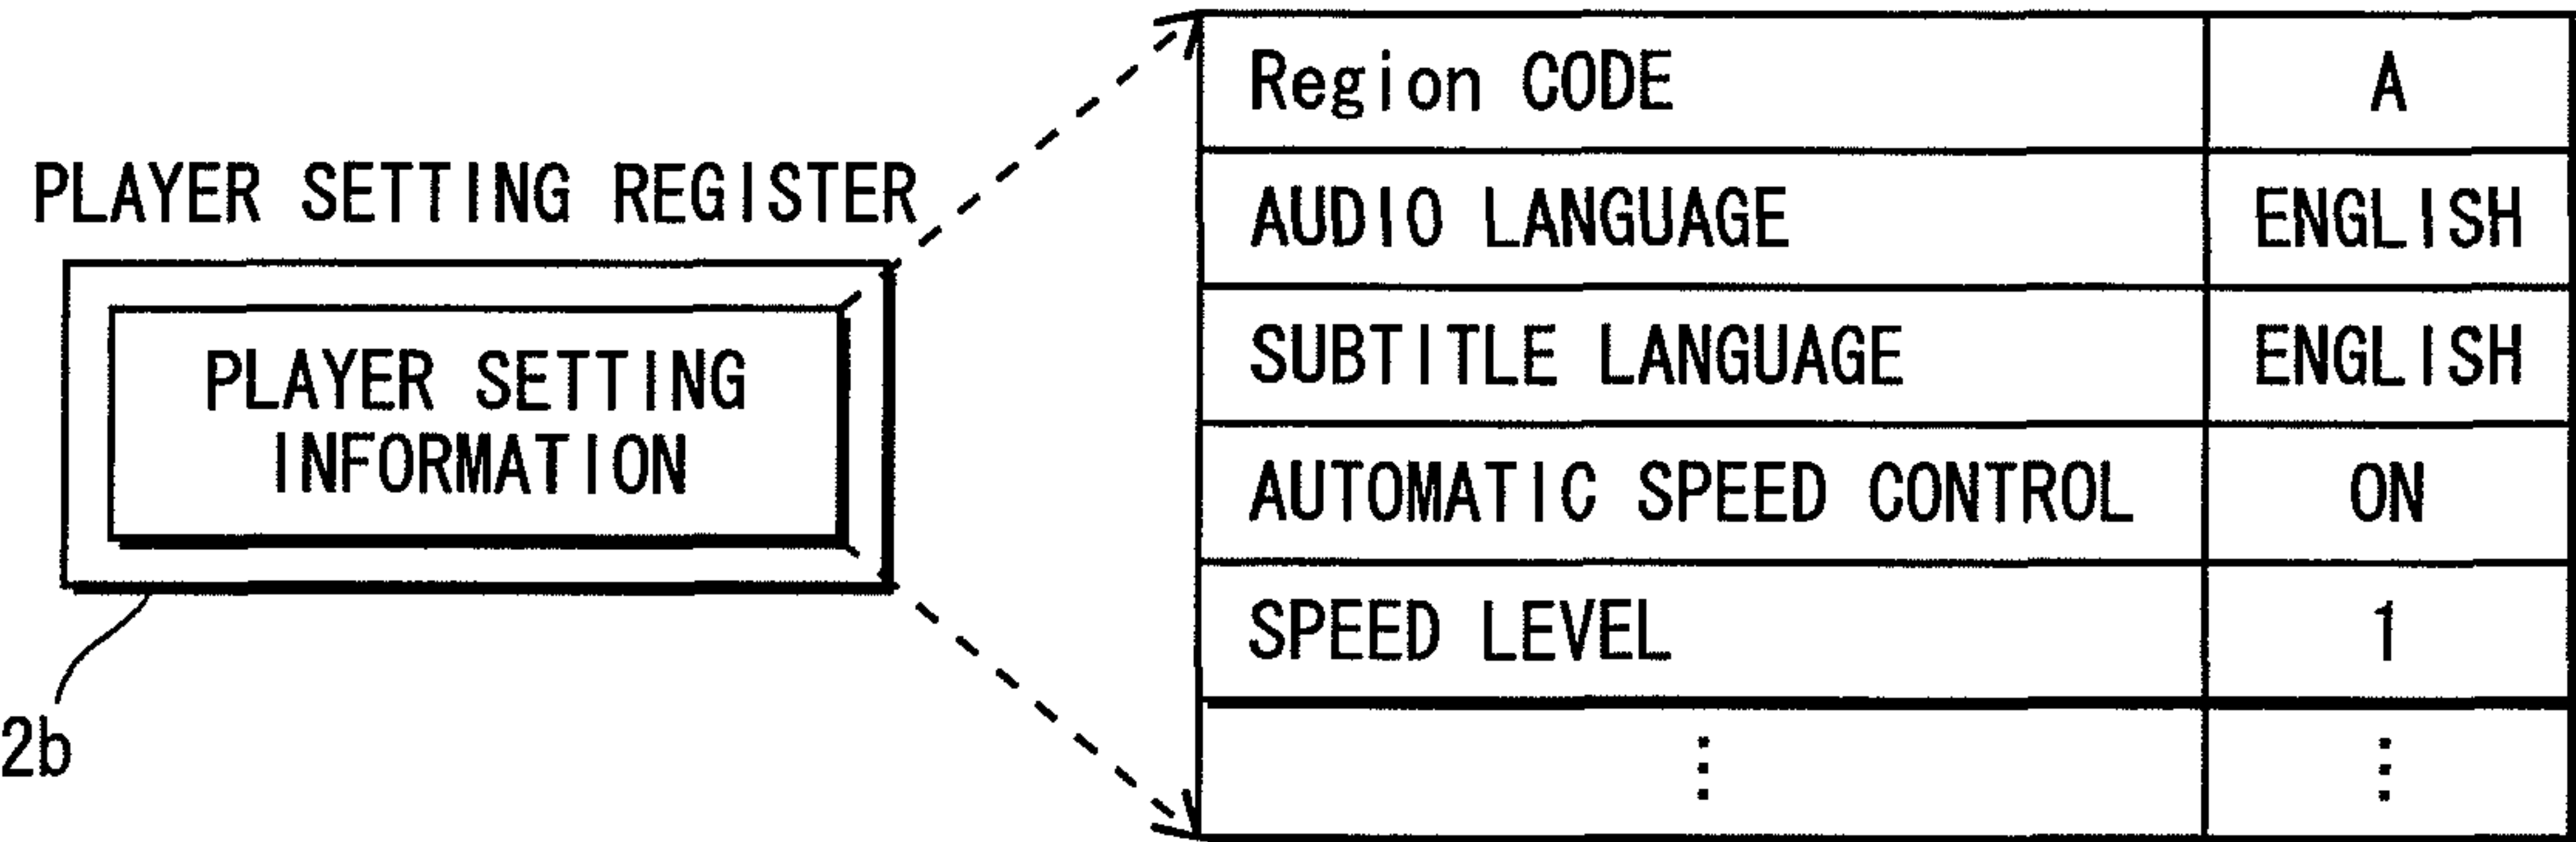 PLAYER SETTING REGISTER
PLAYER SETTING
INFORMATION
2b
Region CODE A
AUDIO LANGUAGE ENGLISH
SUBTITLE LANGUAGE ENGLISH
AUTOMATIC SPEED CONTROL ON
SPEED LEVEL 1
⋮ ⋮